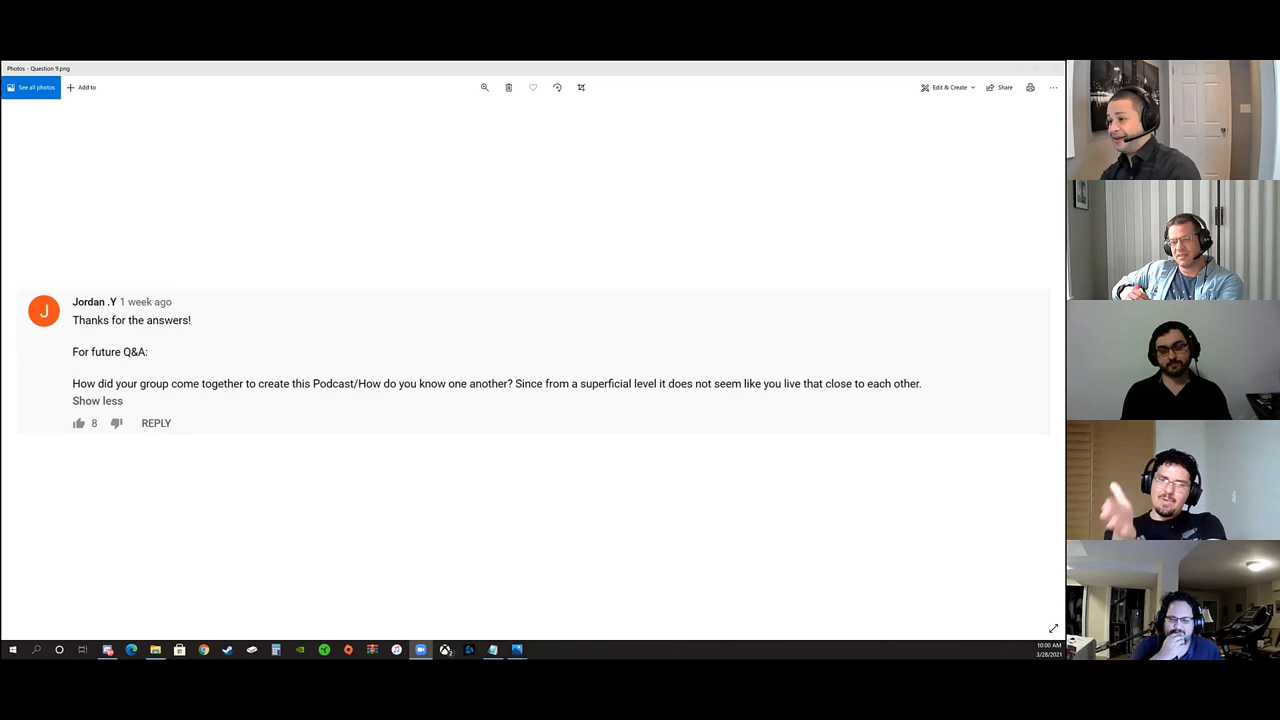 Photos - Question 9.png
See all photos
Add to
Edit & Create
Share
J
Jordan .Y 1 week ago
Thanks for the answers!
For future Q&A:
How did your group come together to create this Podcast/How do you know one another? Since from a superficial level it does not seem like you live that close to each other.
Show less
8
REPLY
10:00 AM
3/28/2021